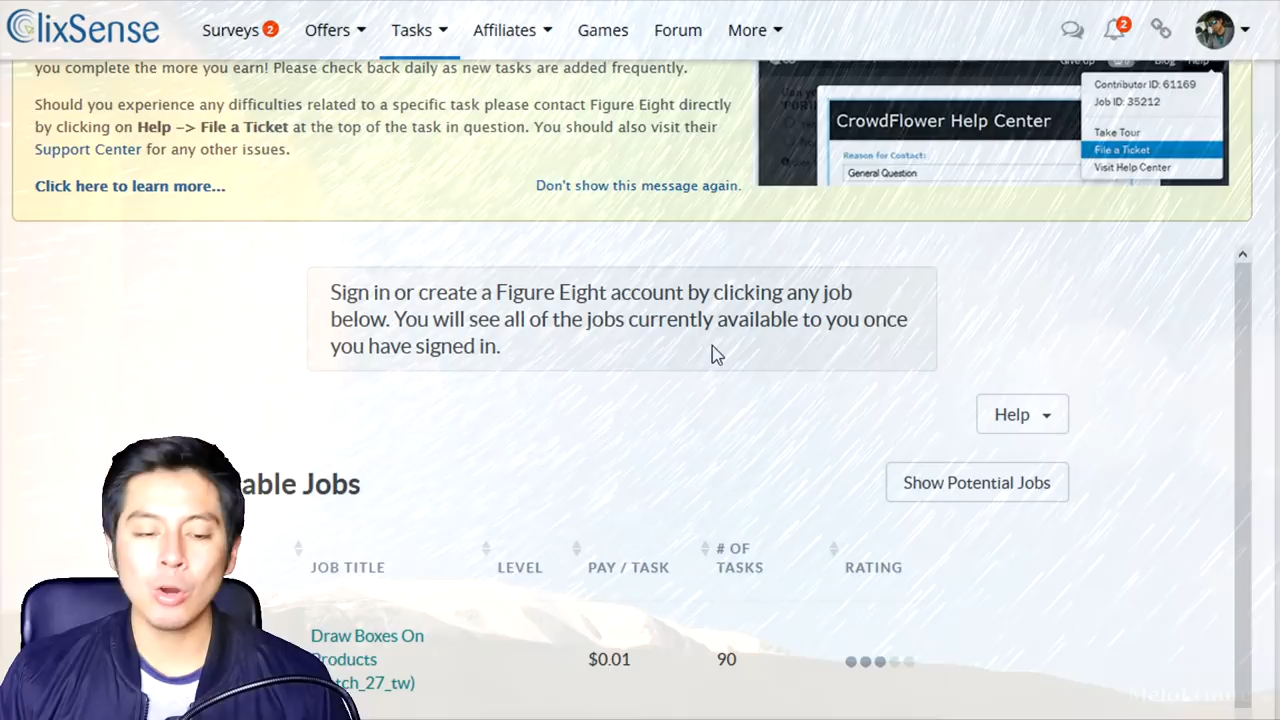 ClixSense Surveys 2 Offers Tasks Affiliates Games Forum More 2
you complete the more you earn! Please check back daily as new tasks are added frequently.
Should you experience any difficulties related to a specific task please contact Figure Eight directly
by clicking on Help –> File a Ticket at the top of the task in question. You should also visit their
Support Center for any other issues.
Click here to learn more... Don't show this message again.
Give up Blog Help
Contributor ID: 61169
Job ID: 35212
Take Tour
File a Ticket
Visit Help Center
CrowdFlower Help Center
Reason for Contact:
General Question
Sign in or create a Figure Eight account by clicking any job
below. You will see all of the jobs currently available to you once
you have signed in.
Help
able Jobs
Show Potential Jobs
JOB TITLE LEVEL PAY / TASK # OF TASKS RATING
Draw Boxes On
Products
tch_27_tw)
$0.01 90